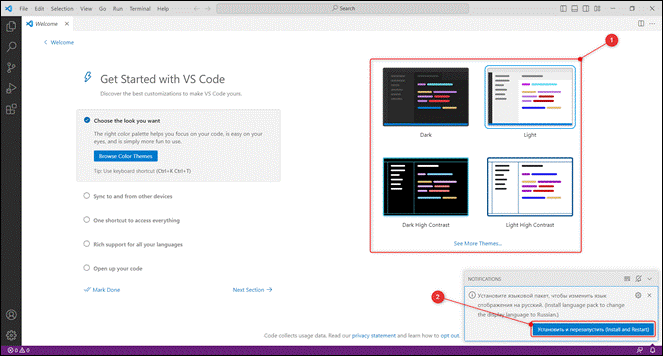 File Edit Selection View Go Run Terminal Help
Search
Welcome
Welcome
1
Get Started with VS Code
Discover the best customizations to make VS Code yours.
Choose the look you want
The right color palette helps you focus on your code, is easy on your
eyes, and is simply more fun to use.
Browse Color Themes
Tip: Use keyboard shortcut (Ctrl+K Ctrl+T)
Sync to and from other devices
One shortcut to access everything
Rich support for all your languages
Open up your code
Mark Done
Next Section →
Dark
Light
Dark High Contrast
Light High Contrast
See More Themes...
NOTIFICATIONS
Установите языковой пакет, чтобы изменить язык
отображения на русский. (Install language pack to change
the display language to Russian.)
2
Установить и перезапустить (Install and Restart)
Code collects usage data. Read our privacy statement and learn how to opt out.
0 0 0